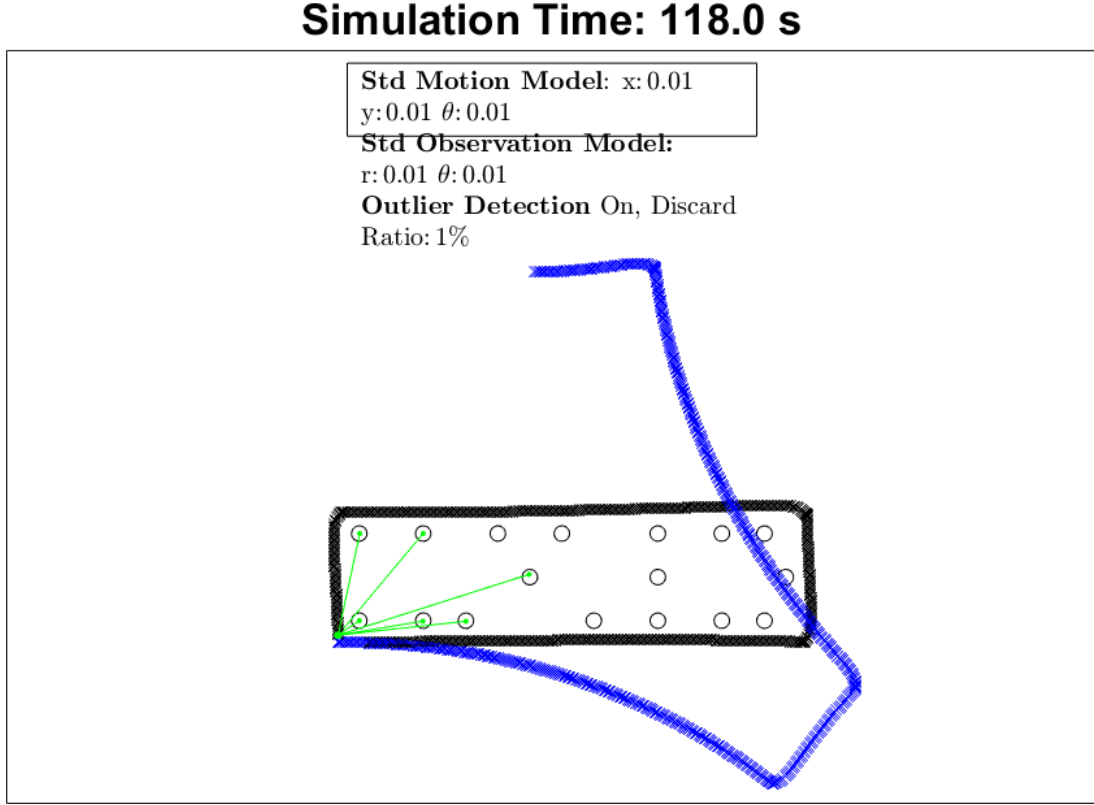 Simulation Time: 118.0 s
Std Motion Model: x: 0.01
y: 0.01 θ: 0.01
Std Observation Model:
r: 0.01 θ: 0.01
Outlier Detection On, Discard
Ratio: 1%